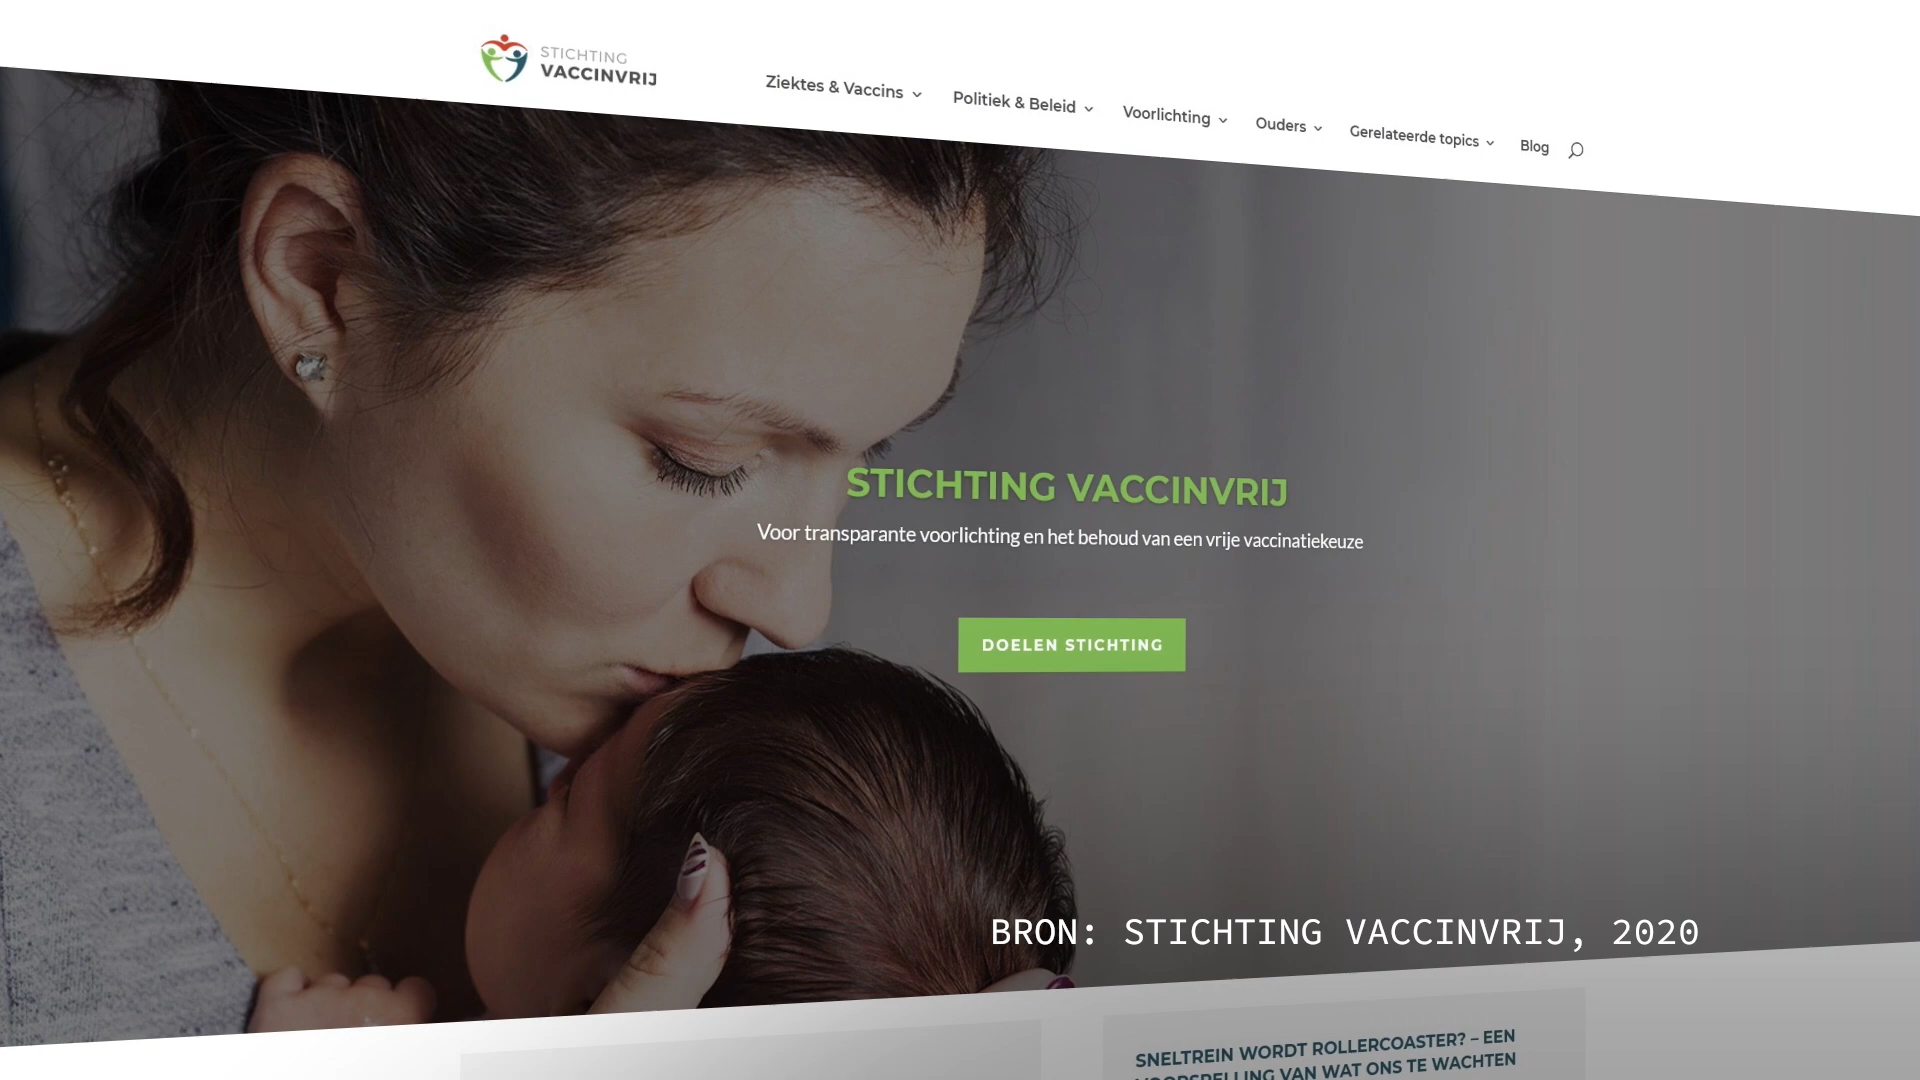 STICHTING
VACCINVRIJ
Ziektes & Vaccins
Politiek & Beleid
Voorlichting
Ouders
Gerelateerde topics
Blog
STICHTING VACCINVRIJ
Voor transparante voorlichting en het behoud van een vrije vaccinatiekeuze
DOELEN STICHTING
BRON: STICHTING VACCINVRIJ, 2020
SNELTREIN WORDT ROLLERCOASTER? – EEN
VOORSPELLING VAN WAT ONS TE WACHTEN